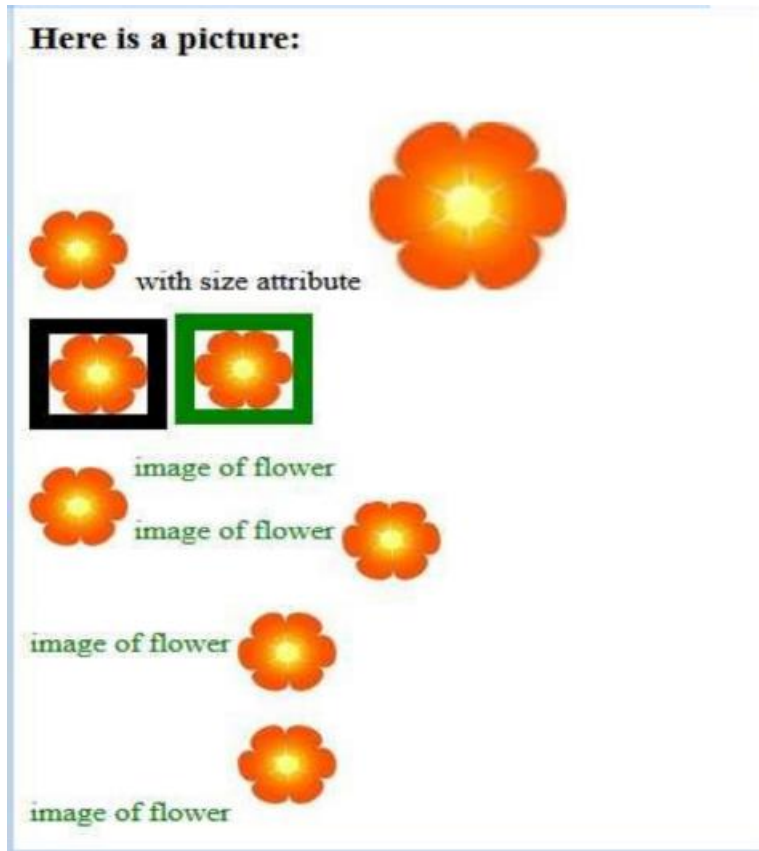 Here is a picture:
with size attribute
image of flower
image of flower
image of flower
image of flower